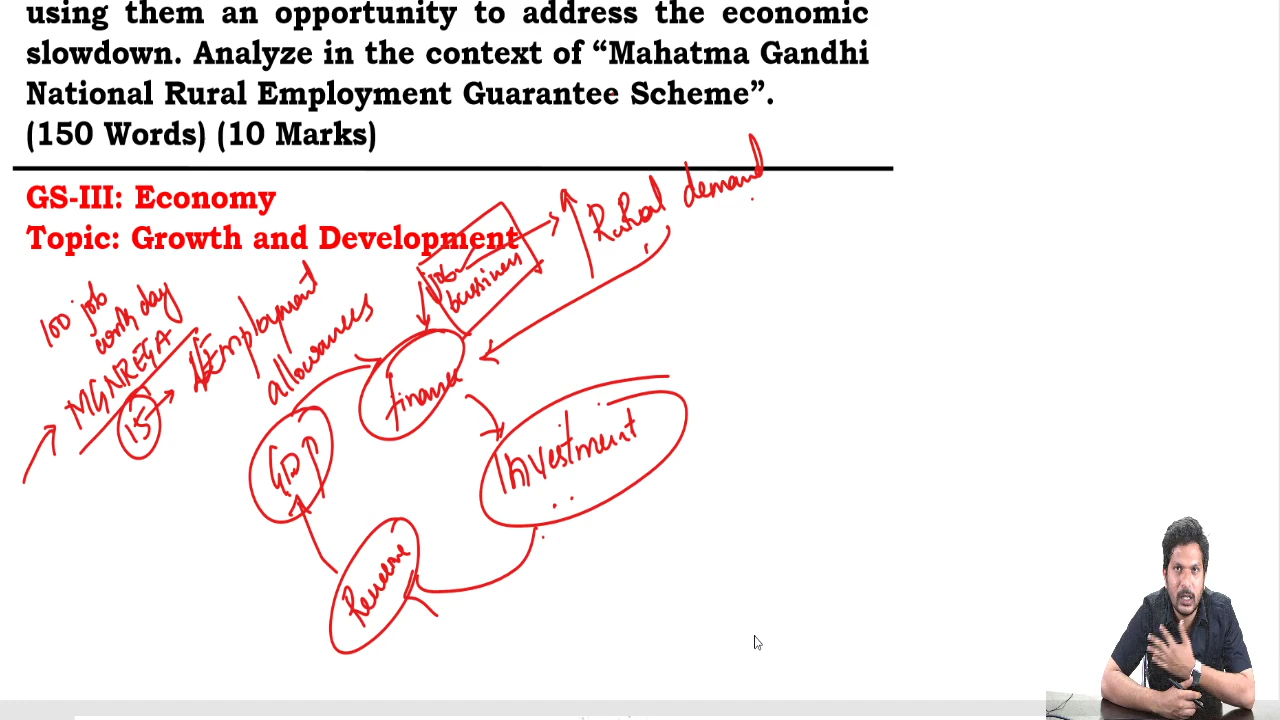 using them an opportunity to address the economic
slowdown. Analyze in the context of “Mahatma Gandhi
National Rural Employment Guarantee Scheme”.
(150 Words) (10 Marks)
GS-III: Economy
Topic: Growth and Development
100 job
work day
MGNREGA
15
Employment
allowances
job
bussiness
Rural demand
finance
Investment
GDP
Revenue